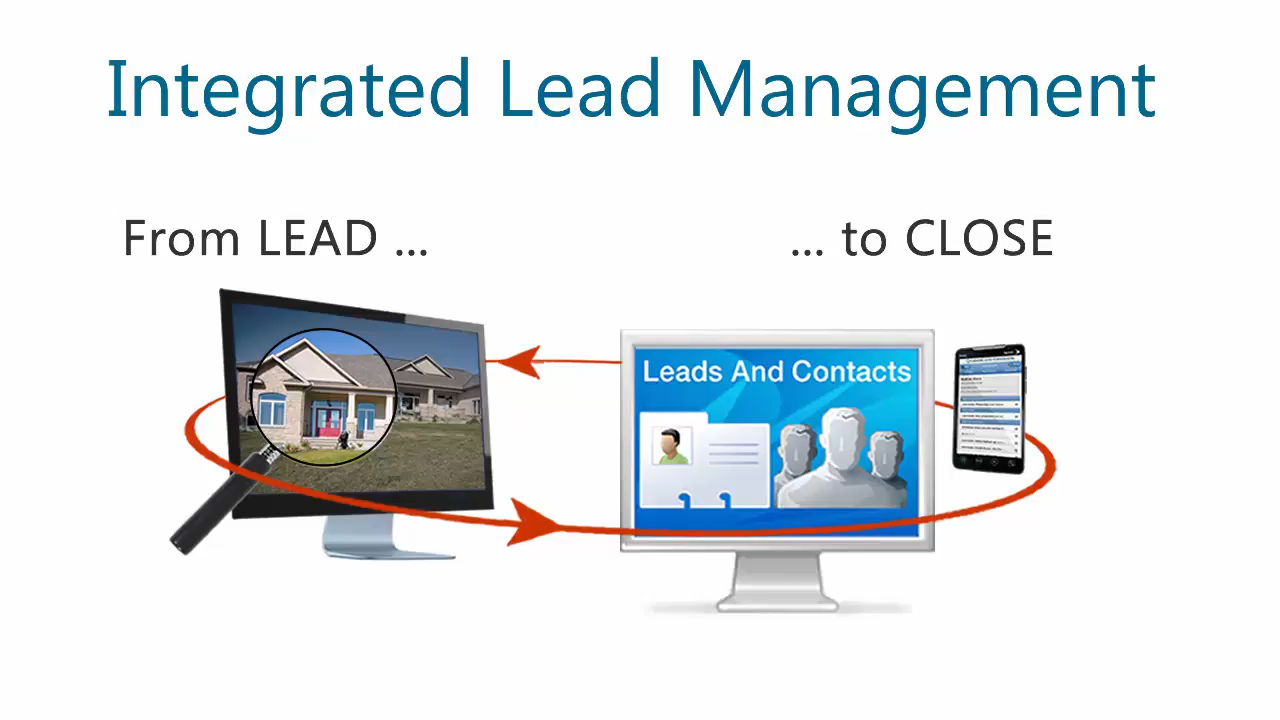 Integrated Lead Management
From LEAD ...
... to CLOSE
Leads And Contacts